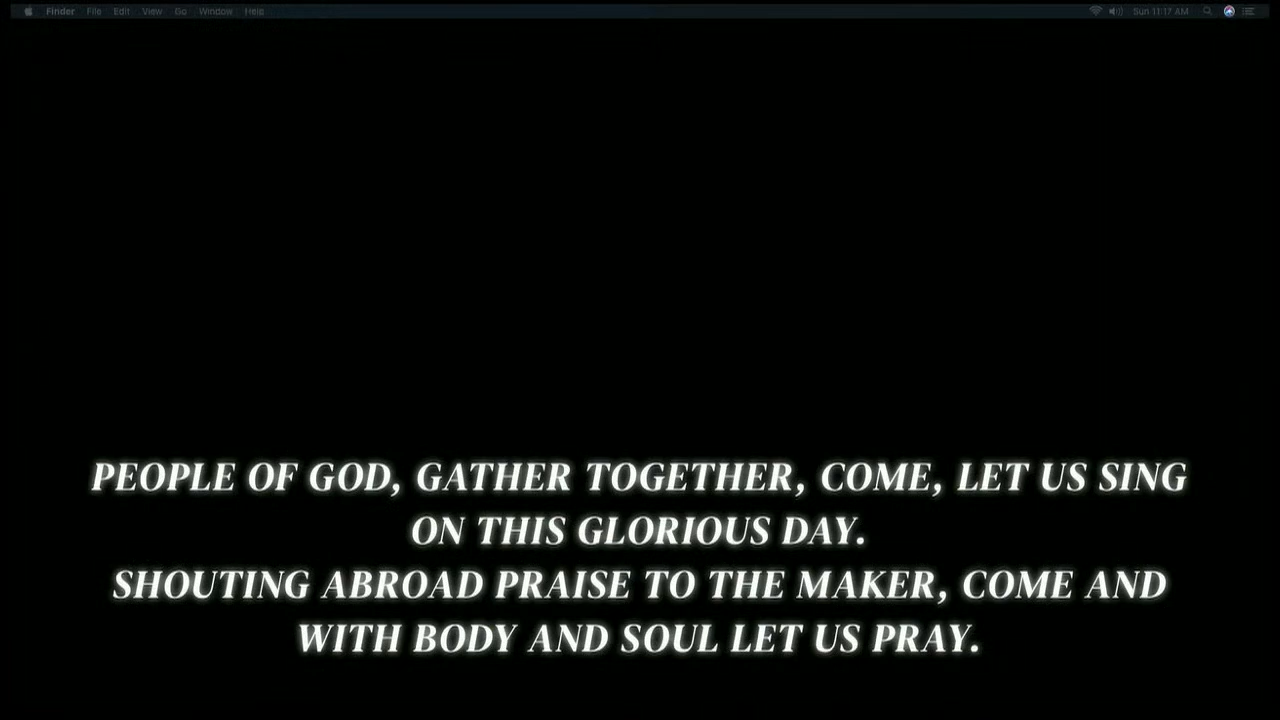 Finder File Edit View Go Window Help Sun 11:17 AM
PEOPLE OF GOD, GATHER TOGETHER, COME, LET US SING
ON THIS GLORIOUS DAY.
SHOUTING ABROAD PRAISE TO THE MAKER, COME AND
WITH BODY AND SOUL LET US PRAY.